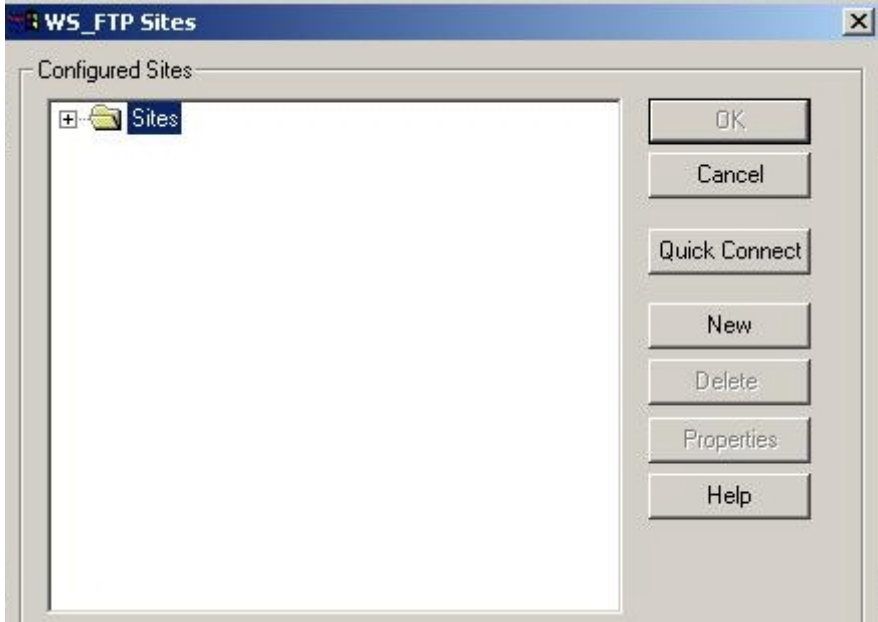 WS_FTP Sites
Configured Sites
Sites
OK
Cancel
Quick Connect
New
Delete
Properties
Help